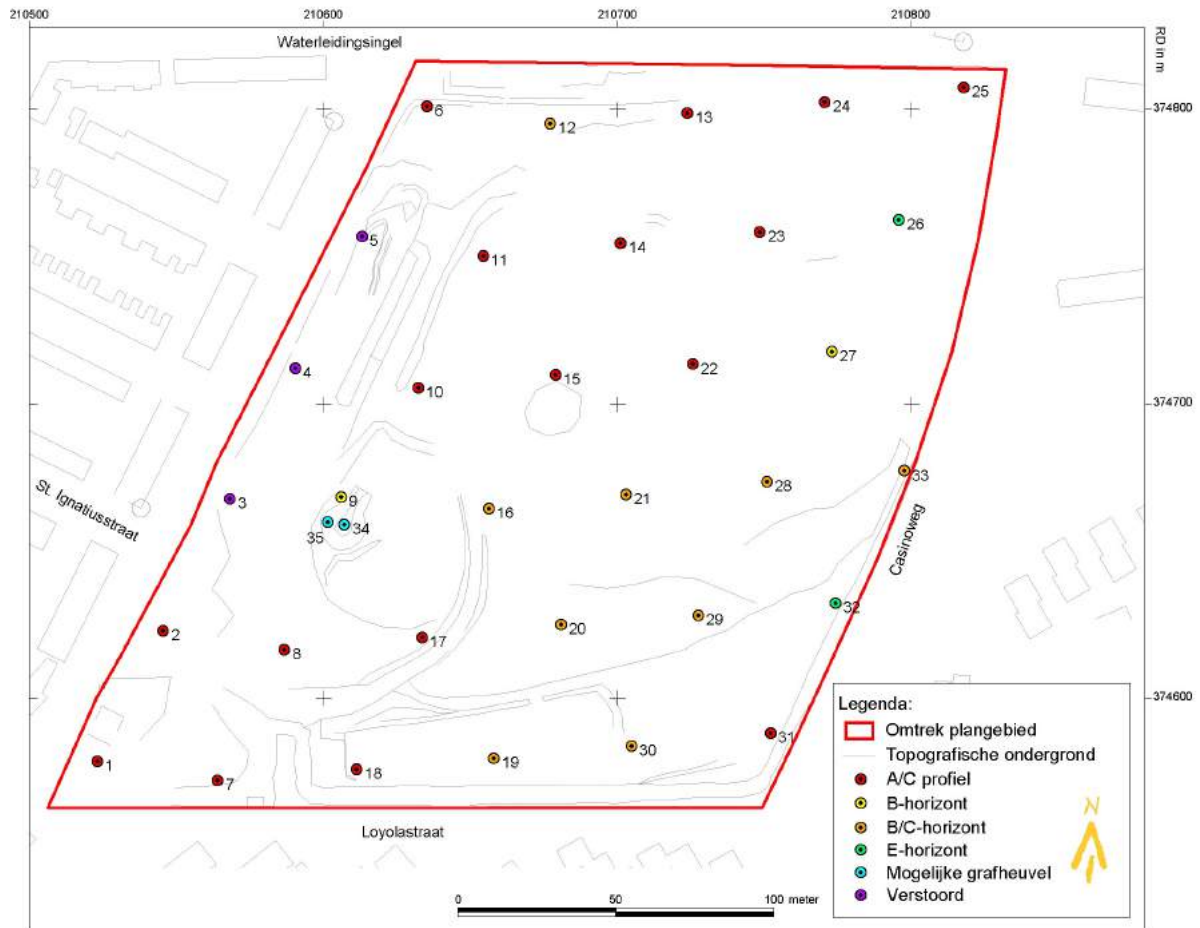 210500
210600
210700
210800
RD in m
Waterleidingsingel
25
24
6
13
12
374800
26
23
5
14
11
27
22
4
15
10
374700
33
28
9
21
3
16
St. Ignatiusstraat
35
34
Casinoweg
32
29
20
2
17
8
374600
31
30
1
19
18
7
Loyolastraat
Legenda:
Omtrek plangebied
Topografische ondergrond
A/C profiel
B-horizont
B/C-horizont
E-horizont
Mogelijke grafheuvel
Verstoord
N
0
50
100
meter